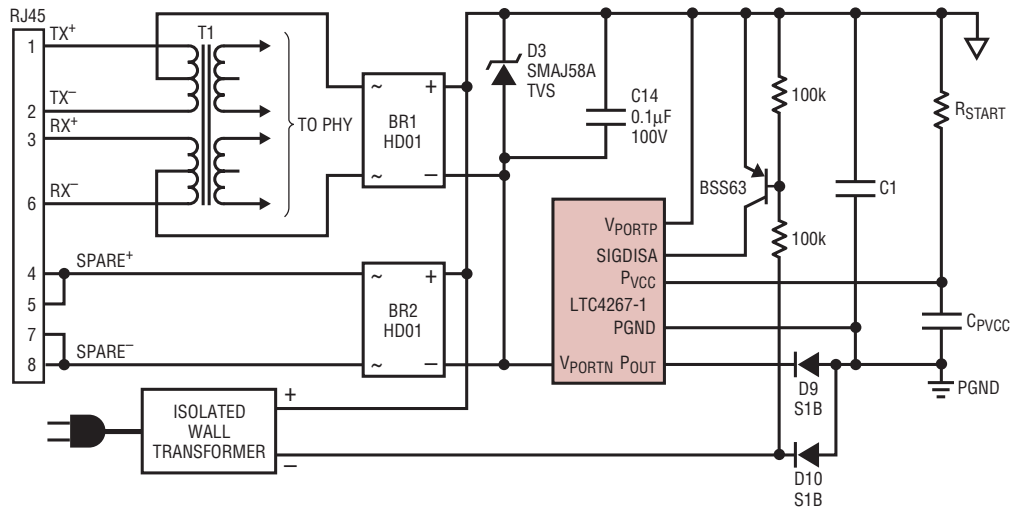 RJ45
1
TX+
2
TX–
3
RX+
6
RX–
4
SPARE+
5
7
8
SPARE–
T1
TO PHY
~
+
BR1
HD01
~
–
~
+
BR2
HD01
~
–
D3
SMAJ58A
TVS
C14
0.1µF
100V
100k
BSS63
100k
RSTART
C1
VPORTP
SIGDISA
PVCC
LTC4267-1
PGND
VPORTN POUT
CPVCC
PGND
D9
S1B
D10
S1B
+
ISOLATED
WALL
TRANSFORMER
–